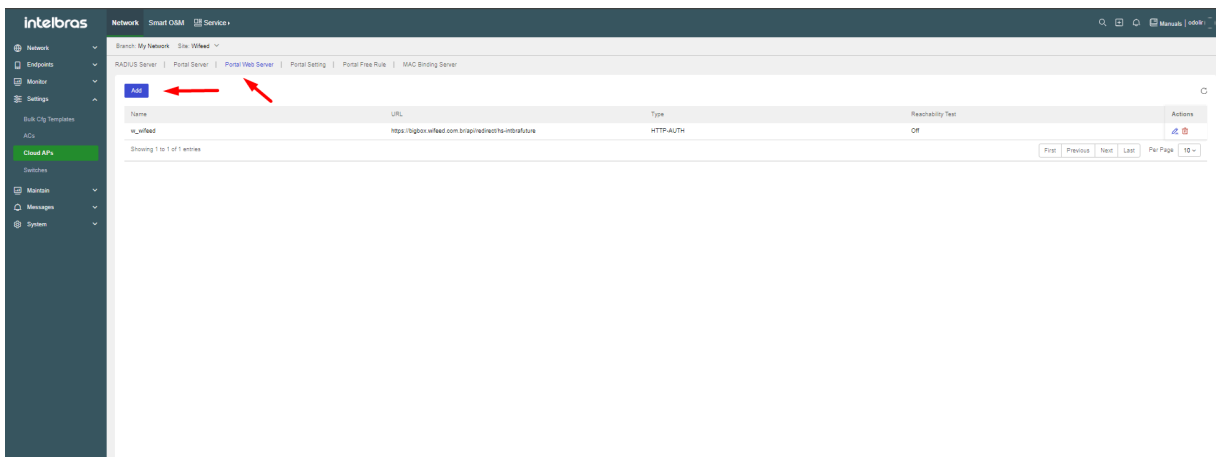 intelbras
Network Smart O&M Service
Manuals
Network
Branch: My Network Site: Wifeed
Endpoints
RADIUS Server | Portal Server | Portal Web Server | Portal Setting | Portal Free Rule | MAC Binding Server
Monitor
Settings
Add
Bulk Cfg Templates
Name URL Type Reachability Test Actions
ACs
w_wifeed https://bigbox.wifeed.com.br/api/redirect/hs-intbrafuture HTTP-AUTH Off
Cloud APs
Showing 1 to 1 of 1 entries First Previous Next Last Per Page 10
Switches
Maintain
Messages
System